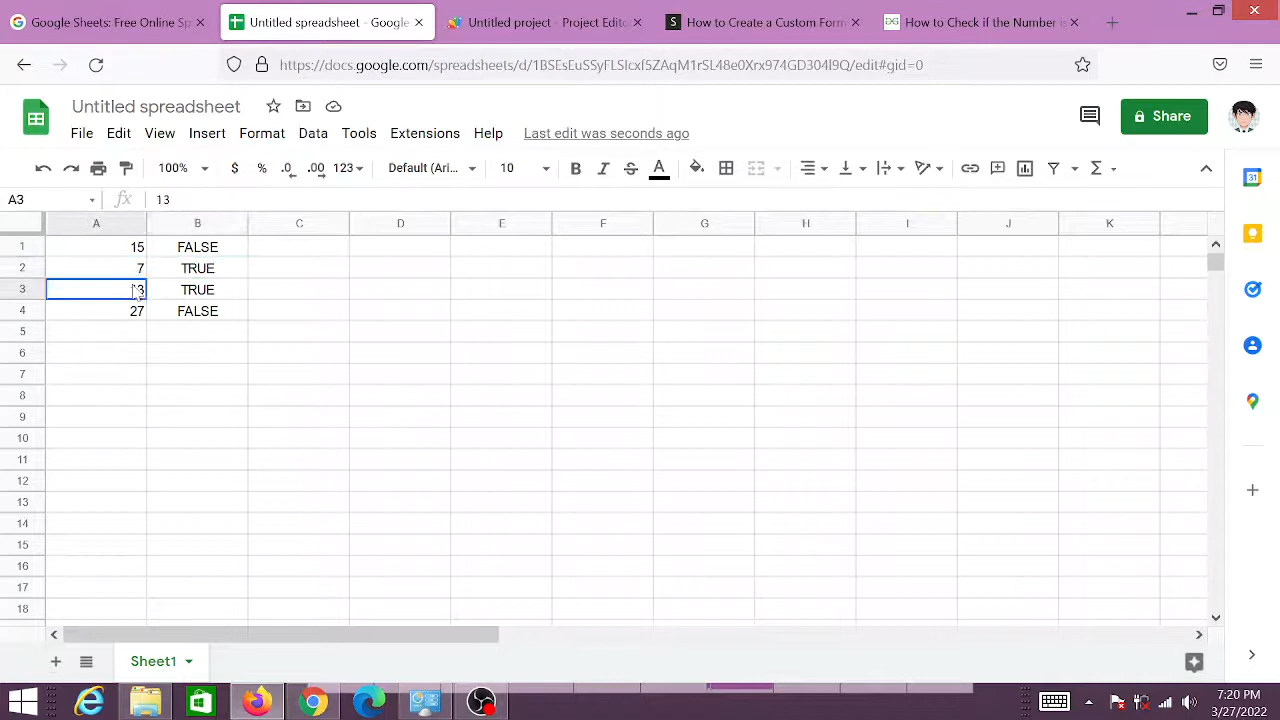 Google Sheets: Free Online Sp
Untitled spreadsheet - Google
Untitled project - Project Edito
How to Create a Custom Form
How to Check if the Number is
https://docs.google.com/spreadsheets/d/1BSEsEuSSyFLSIcxf5ZAqM1rSL48e0Xrx974GD304l9Q/edit#gid=0
Untitled spreadsheet
File Edit View Insert Format Data Tools Extensions Help Last edit was seconds ago
Share
100% $ % .0 .00 123 Default (Ari... 10 B I S A Σ
A3 fx 13
A B C D E F G H I J K
1 15 FALSE
2 7 TRUE
3 13 TRUE
4 27 FALSE
5
6
7
8
9
10
11
12
13
14
15
16
17
18
Sheet1
31
7:20 PM
3/27/2022